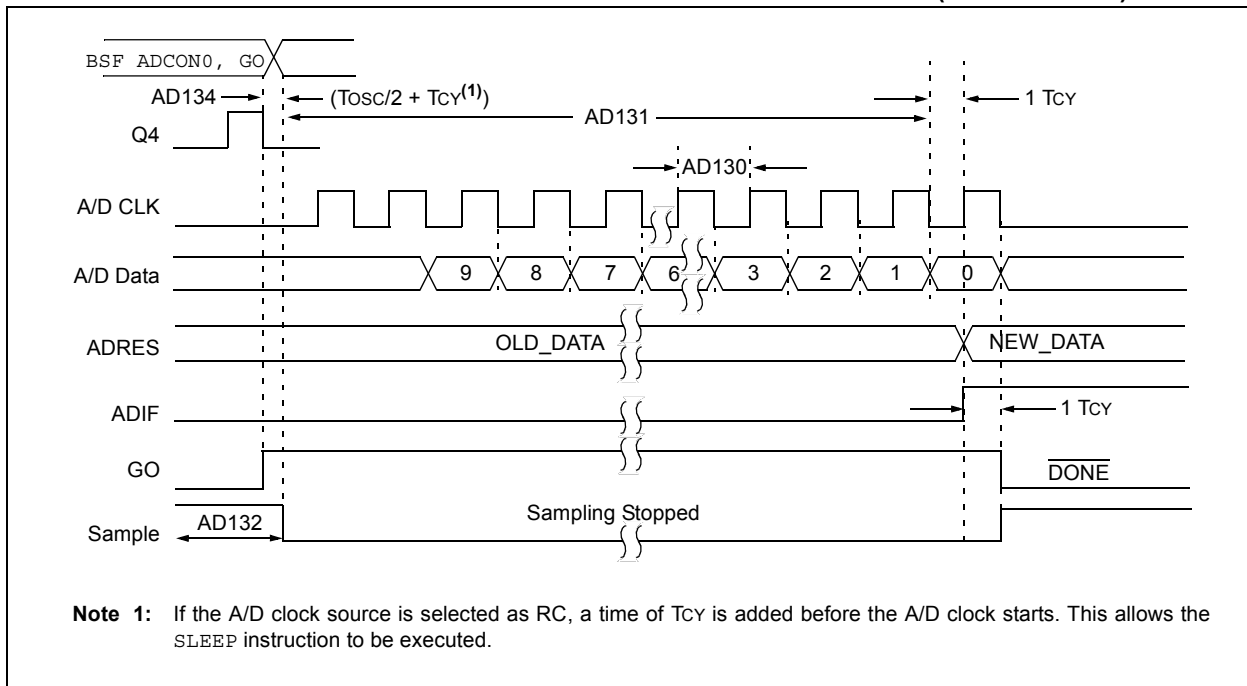 BSF ADCON0, GO
AD134 (TOSC/2 + TCY(1)) 1 TCY
AD131
Q4
AD130
A/D CLK
A/D Data 9 8 7 6 3 2 1 0
ADRES OLD_DATA NEW_DATA
ADIF 1 TCY
GO DONE
Sample AD132 Sampling Stopped
Note 1: If the A/D clock source is selected as RC, a time of TCY is added before the A/D clock starts. This allows the
SLEEP instruction to be executed.